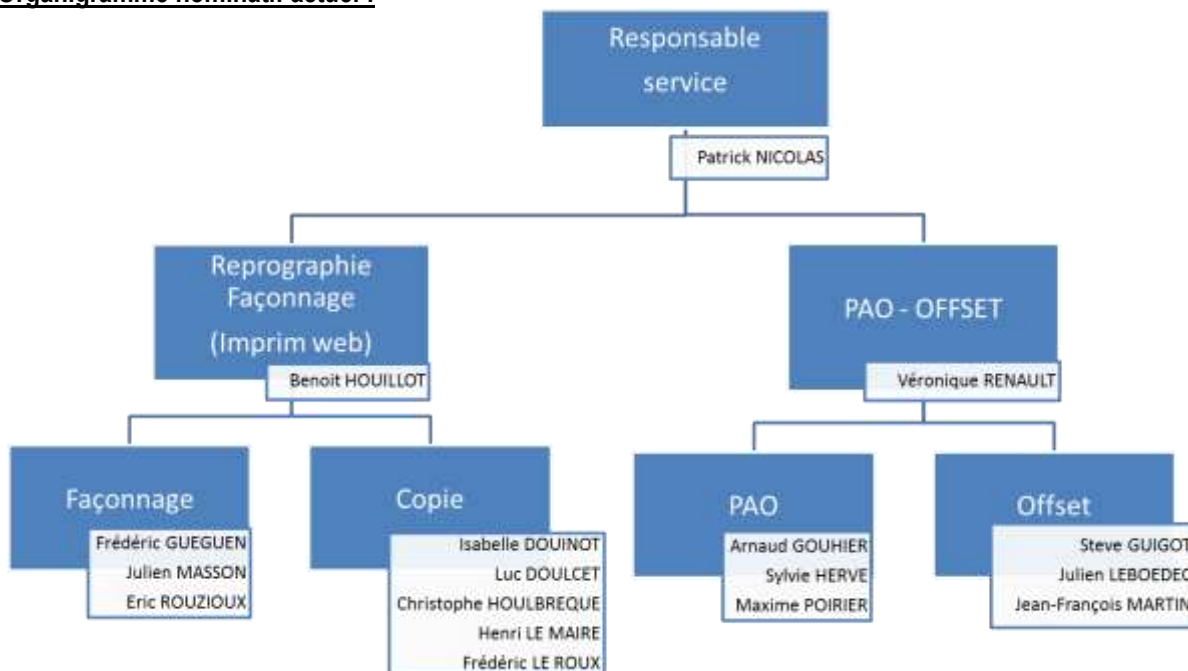 Organigramme nominatif actuel :
Responsable
service
Patrick NICOLAS
Reprographie
Façonnage
(Imprim web)
Benoit HOUILLOT
PAO - OFFSET
Véronique RENAULT
Façonnage
Frédéric GUEGUEN
Julien MASSON
Eric ROUZIOUX
Copie
Isabelle DOUINOT
Luc DOULCET
Christophe HOULBREQUE
Henri LE MAIRE
Frédéric LE ROUX
PAO
Arnaud GOUHIER
Sylvie HERVE
Maxime POIRIER
Offset
Steve GUIGOT
Julien LEBOEDEC
Jean-François MARTIN